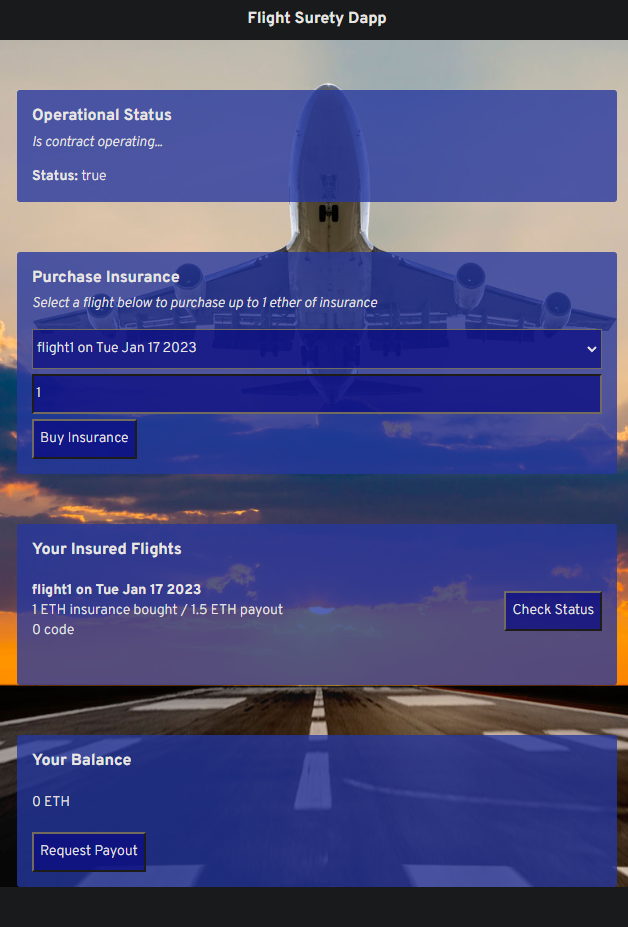 Flight Surety Dapp
Operational Status
Is contract operating...
Status: true
Purchase Insurance
Select a flight below to purchase up to 1 ether of insurance
flight1 on Tue Jan 17 2023
1
Buy Insurance
Your Insured Flights
flight1 on Tue Jan 17 2023
1 ETH insurance bought / 1.5 ETH payout
0 code
Check Status
Your Balance
0 ETH
Request Payout